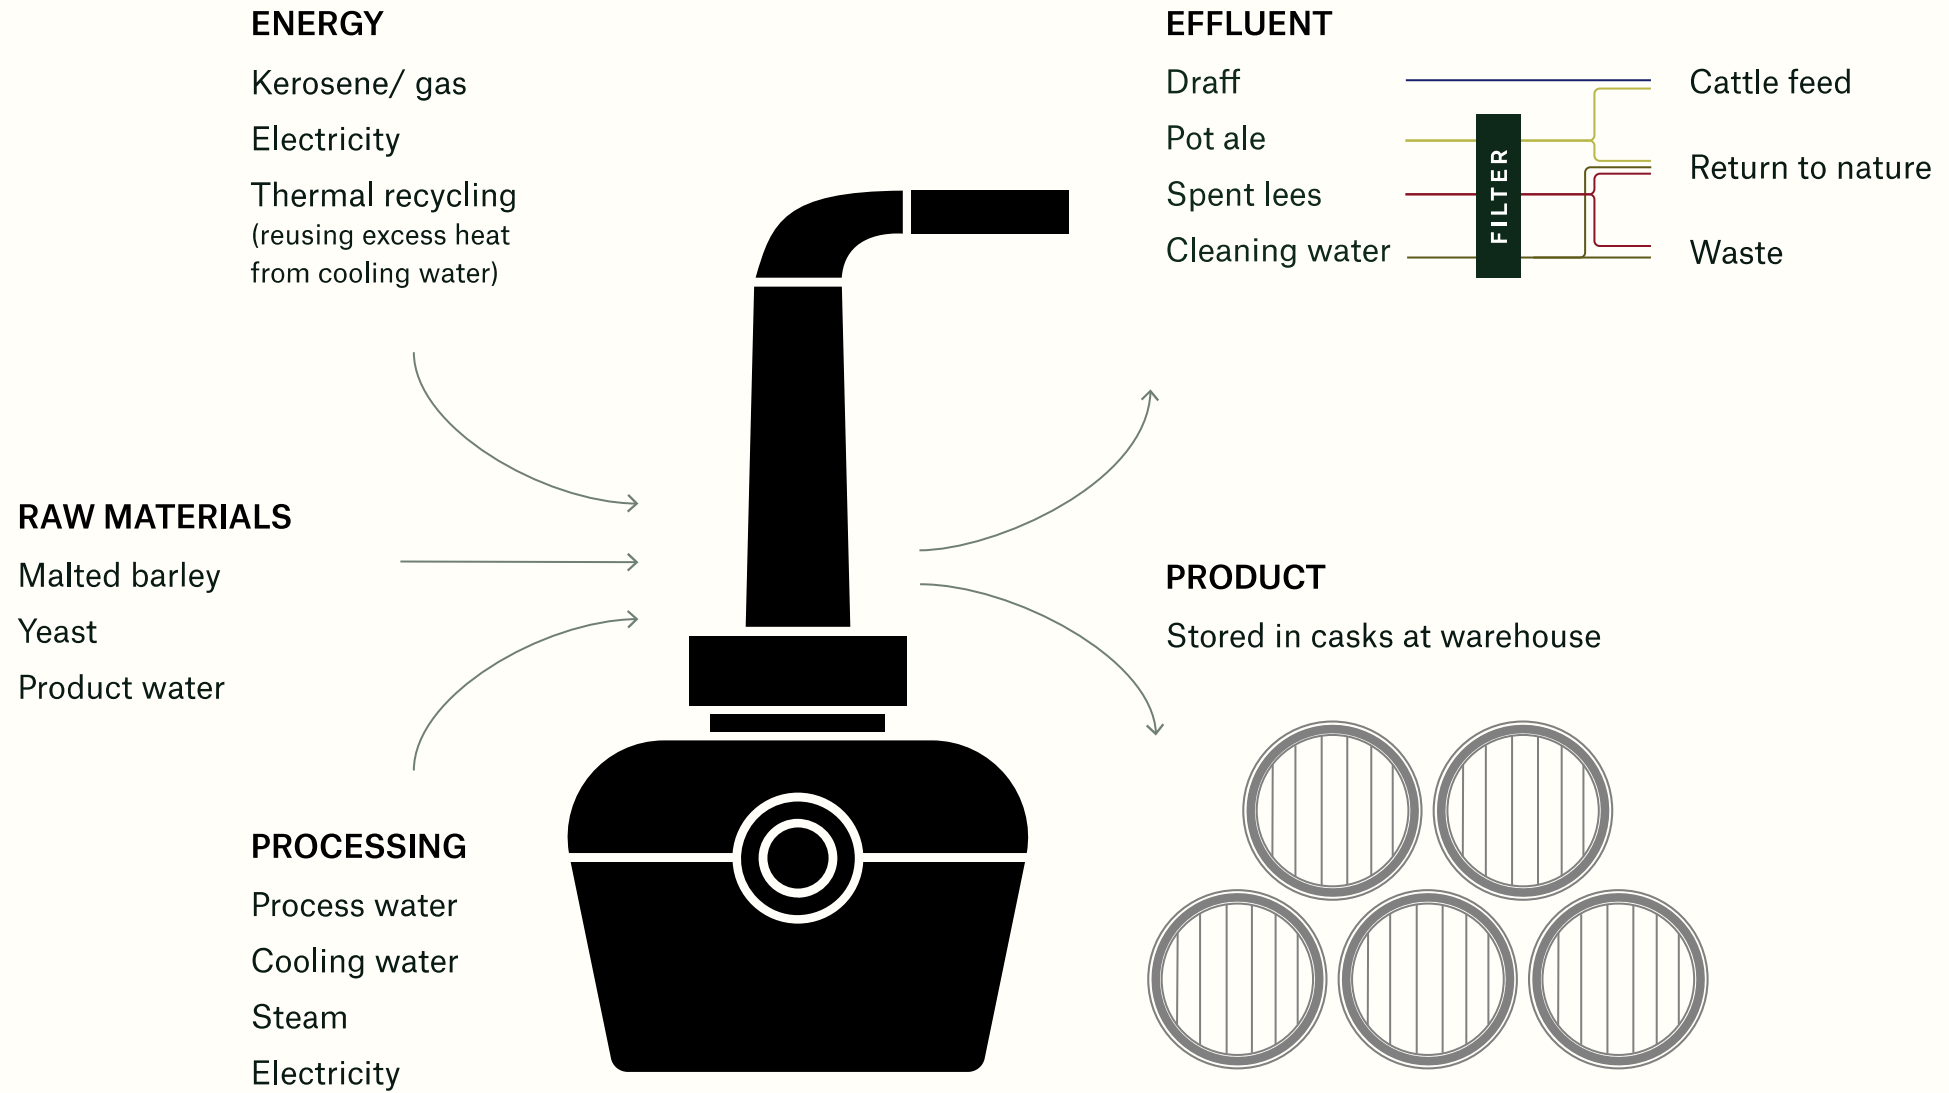 ENERGY
Kerosene/ gas
Electricity
Thermal recycling
(reusing excess heat
from cooling water)
RAW MATERIALS
Malted barley
Yeast
Product water
PROCESSING
Process water
Cooling water
Steam
Electricity
EFFLUENT
Draff
Pot ale
Spent lees
Cleaning water
FILTER
Cattle feed
Return to nature
Waste
PRODUCT
Stored in casks at warehouse